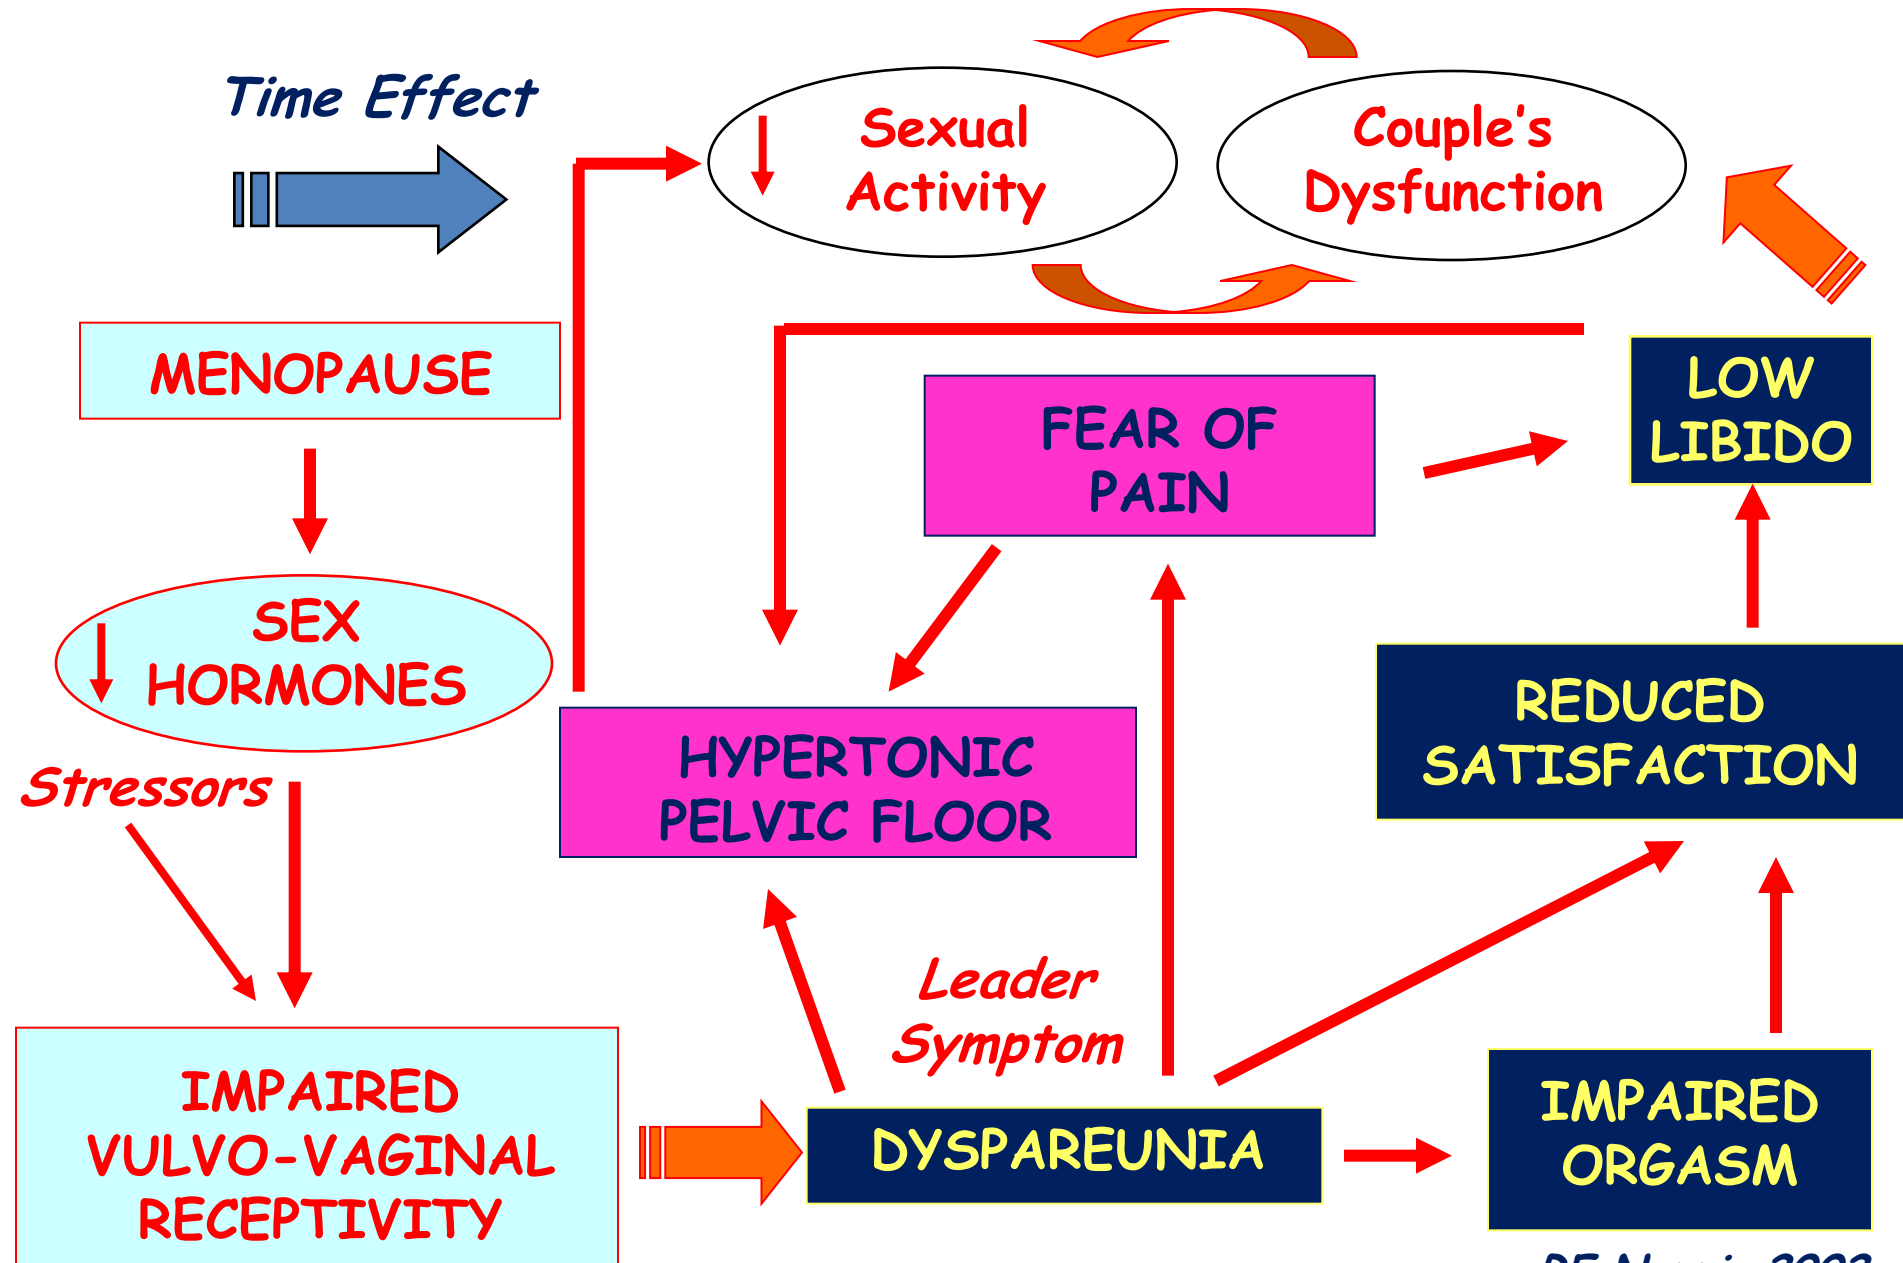 Time Effect
Sexual
Activity
Couple's
Dysfunction
MENOPAUSE
FEAR OF
PAIN
LOW
LIBIDO
SEX
HORMONES
HYPERTONIC
PELVIC FLOOR
REDUCED
SATISFACTION
Stressors
Leader
Symptom
IMPAIRED
VULVO-VAGINAL
RECEPTIVITY
DYSPAREUNIA
IMPAIRED
ORGASM